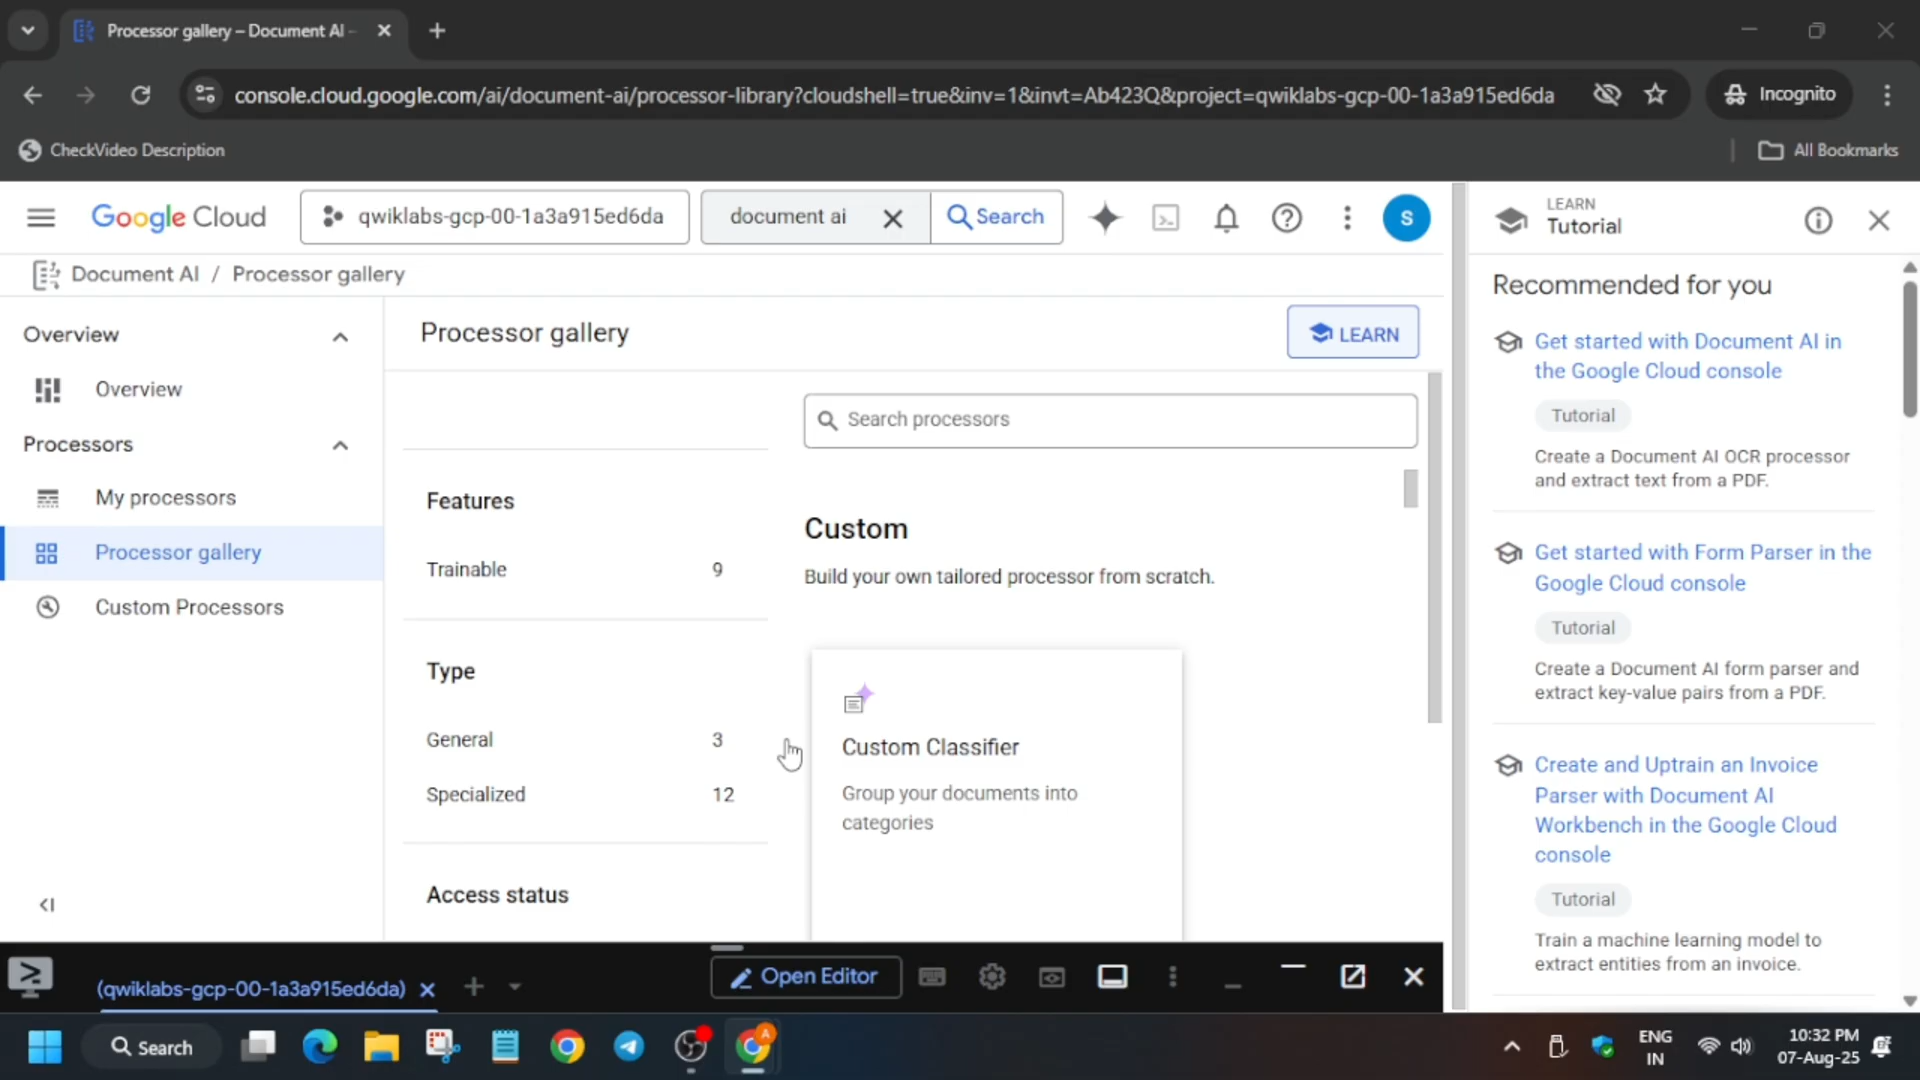 Processor gallery – Document AI –
console.cloud.google.com/ai/document-ai/processor-library?cloudshell=true&inv=1&invt=Ab423Q&project=qwiklabs-gcp-00-1a3a915ed6da
Incognito
CheckVideo Description
All Bookmarks
Google Cloud
qwiklabs-gcp-00-1a3a915ed6da
document ai
Search
S
LEARN
Tutorial
Document AI / Processor gallery
Overview
Overview
Processors
My processors
Processor gallery
Custom Processors
Processor gallery
LEARN
Search processors
Features
Trainable 9
Type
General 3
Specialized 12
Access status
Custom
Build your own tailored processor from scratch.
Custom Classifier
Group your documents into
categories
Recommended for you
Get started with Document AI in
the Google Cloud console
Tutorial
Create a Document AI OCR processor
and extract text from a PDF.
Get started with Form Parser in the
Google Cloud console
Tutorial
Create a Document AI form parser and
extract key-value pairs from a PDF.
Create and Uptrain an Invoice
Parser with Document AI
Workbench in the Google Cloud
console
Tutorial
Train a machine learning model to
extract entities from an invoice.
(qwiklabs-gcp-00-1a3a915ed6da)
Open Editor
Search
A
ENG
IN
10:32 PM
07-Aug-25